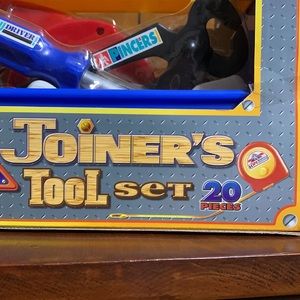 DRIVER
PINCERS
JOINER'S
TOOL SET 20
PIECES